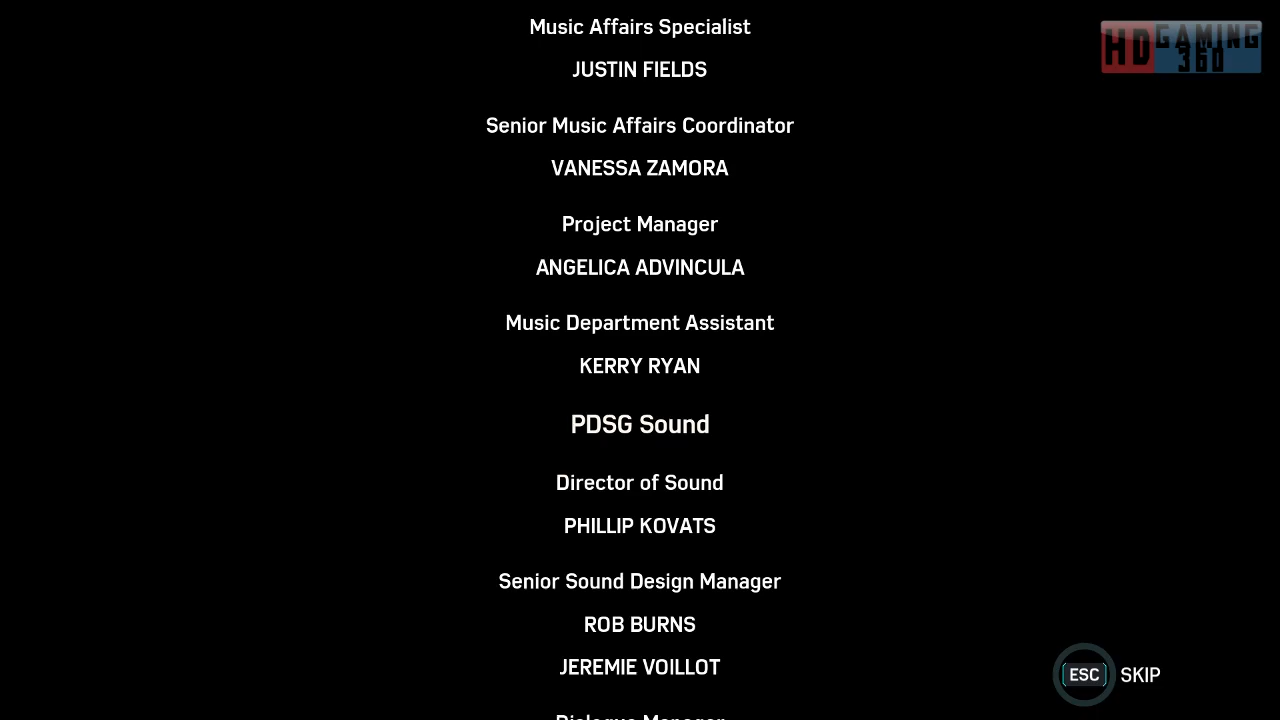 Music Affairs Specialist
JUSTIN FIELDS
Senior Music Affairs Coordinator
VANESSA ZAMORA
Project Manager
ANGELICA ADVINCULA
Music Department Assistant
KERRY RYAN
PDSG Sound
Director of Sound
PHILLIP KOVATS
Senior Sound Design Manager
ROB BURNS
JEREMIE VOILLOT
Dialogue Manager
HD GAMING 360
ESC SKIP